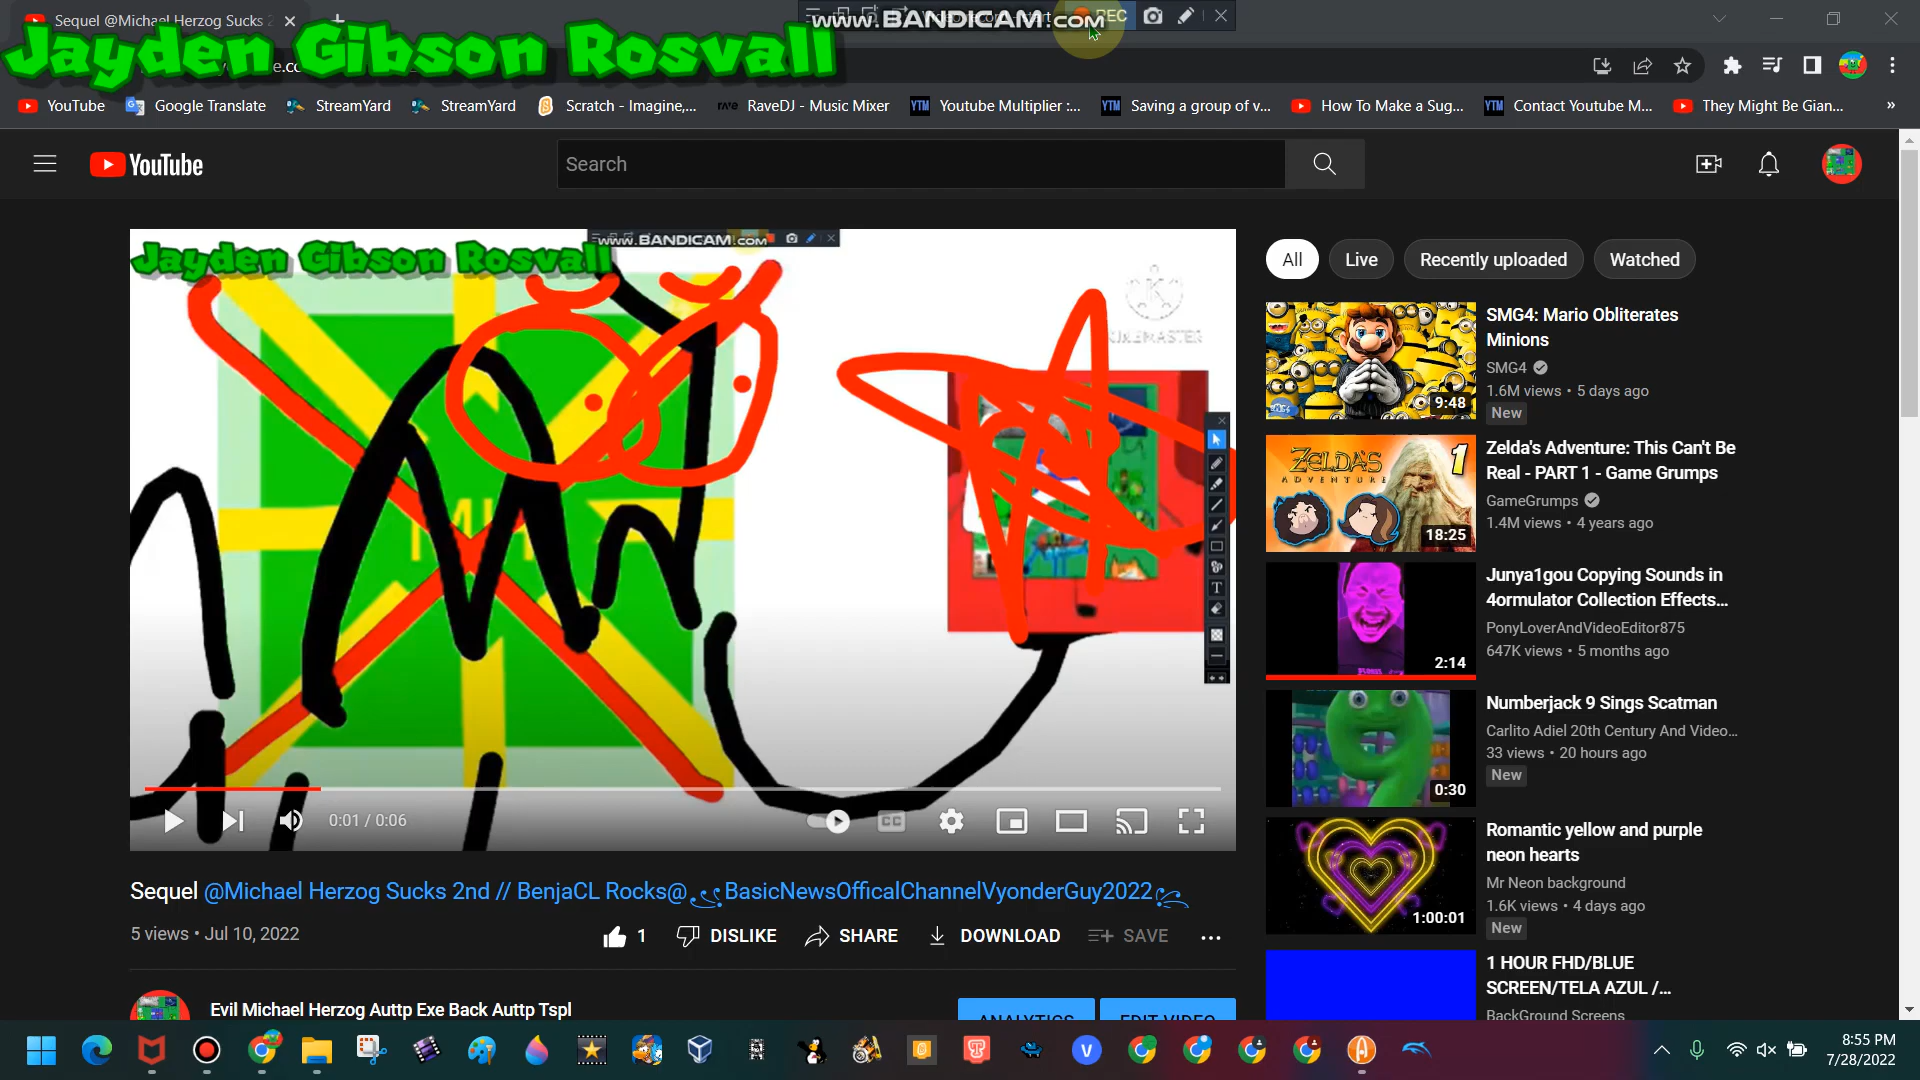 Sequel @Michael Herzog Sucks 2
www.BANDICAM.com
REC
Jayden Gibson Rosvall
YouTube
Google Translate
StreamYard
StreamYard
Scratch - Imagine,...
RaveDJ - Music Mixer
Youtube Multiplier :...
Saving a group of v...
How To Make a Sug...
Contact Youtube M...
They Might Be Gian...
»
YouTube
Search
Jayden Gibson Rosvall
www.BANDICAM.com
KINEMASTER
All
Live
Recently uploaded
Watched
SMG4: Mario Obliterates
Minions
SMG4
1.6M views • 5 days ago
New
9:48
Zelda's Adventure: This Can't Be
Real - PART 1 - Game Grumps
GameGrumps
1.4M views • 4 years ago
ZELDA'S
ADVENTURE
1
18:25
Junya1gou Copying Sounds in
4ormulator Collection Effects...
PonyLoverAndVideoEditor875
647K views • 5 months ago
2:14
Numberjack 9 Sings Scatman
Carlito Adiel 20th Century And Video...
33 views • 20 hours ago
New
0:30
Romantic yellow and purple
neon hearts
Mr Neon background
1.6K views • 4 days ago
New
1:00:01
1 HOUR FHD/BLUE
SCREEN/TELA AZUL /...
BackGround Screens
0:01 / 0:06
CC
Sequel @Michael Herzog Sucks 2nd // BenjaCL Rocks@ BasicNewsOfficalChannelVyonderGuy2022
5 views • Jul 10, 2022
1
DISLIKE
SHARE
DOWNLOAD
SAVE
Evil Michael Herzog Auttp Exe Back Auttp Tspl
ANALYTICS
EDIT VIDEO
8:55 PM
7/28/2022